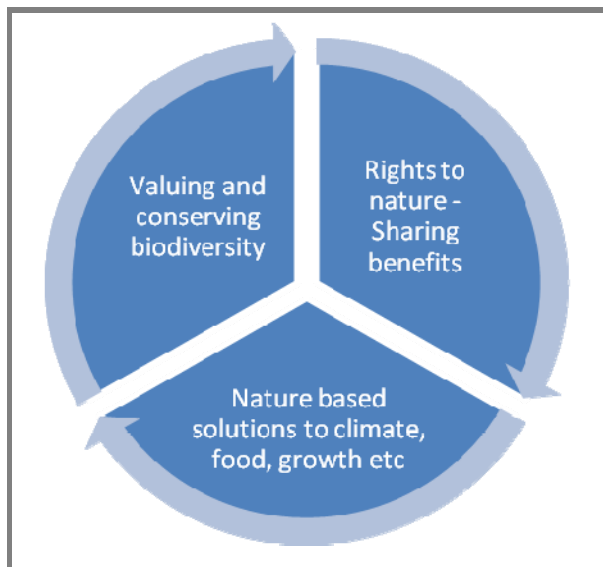 Valuing and
conserving
biodiversity
Rights to
nature -
Sharing
benefits
Nature based
solutions to climate,
food, growth etc